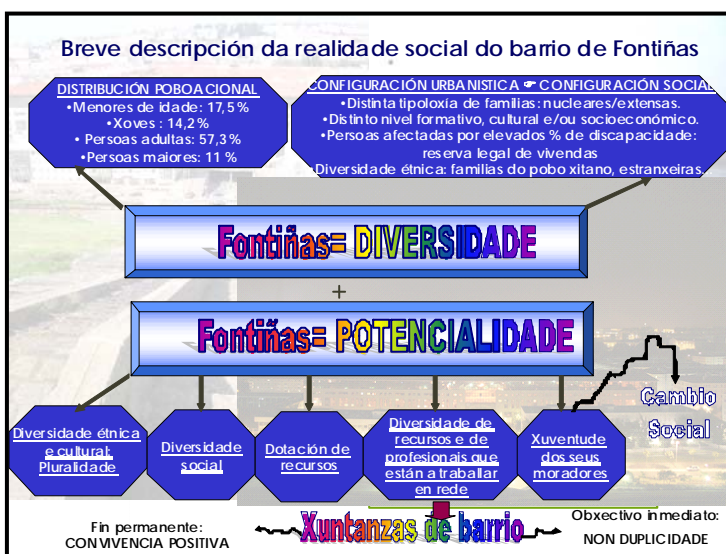 Breve descripción da realidade social do barrio de Fontiñas
DISTRIBUCIÓN POBOACIONAL
•Menores de idade: 17,5 %
•Xoves : 14,2%
• Persoas adultas: 57,3%
•Persoas maiores: 11 %
CONFIGURACIÓN URBANISTICA ☞ CONFIGURACIÓN SOCIAL
•Distinta tipoloxía de familias: nucleares/extensas.
•Distinto nivel formativo, cultural e/ou socioeconómico.
•Persoas afectadas por elevados % de discapacidade:
reserva legal de vivendas
•Diversidade étnica: familias do pobo xitano, estranxeiras.
Fontiñas= DIVERSIDADE
+
Fontiñas= POTENCIALIDADE
Diversidade étnica
e cultural:
Pluralidade
Diversidade
social
Dotación de
recursos
Diversidade de
recursos e de
profesionais que
están a traballar
en rede
Xuventude
dos seus
moradores
Cambio
Social
Fin permanente:
CONVIVENCIA POSITIVA
Xuntanzas de barrio
Obxectivo inmediato:
NON DUPLICIDADE